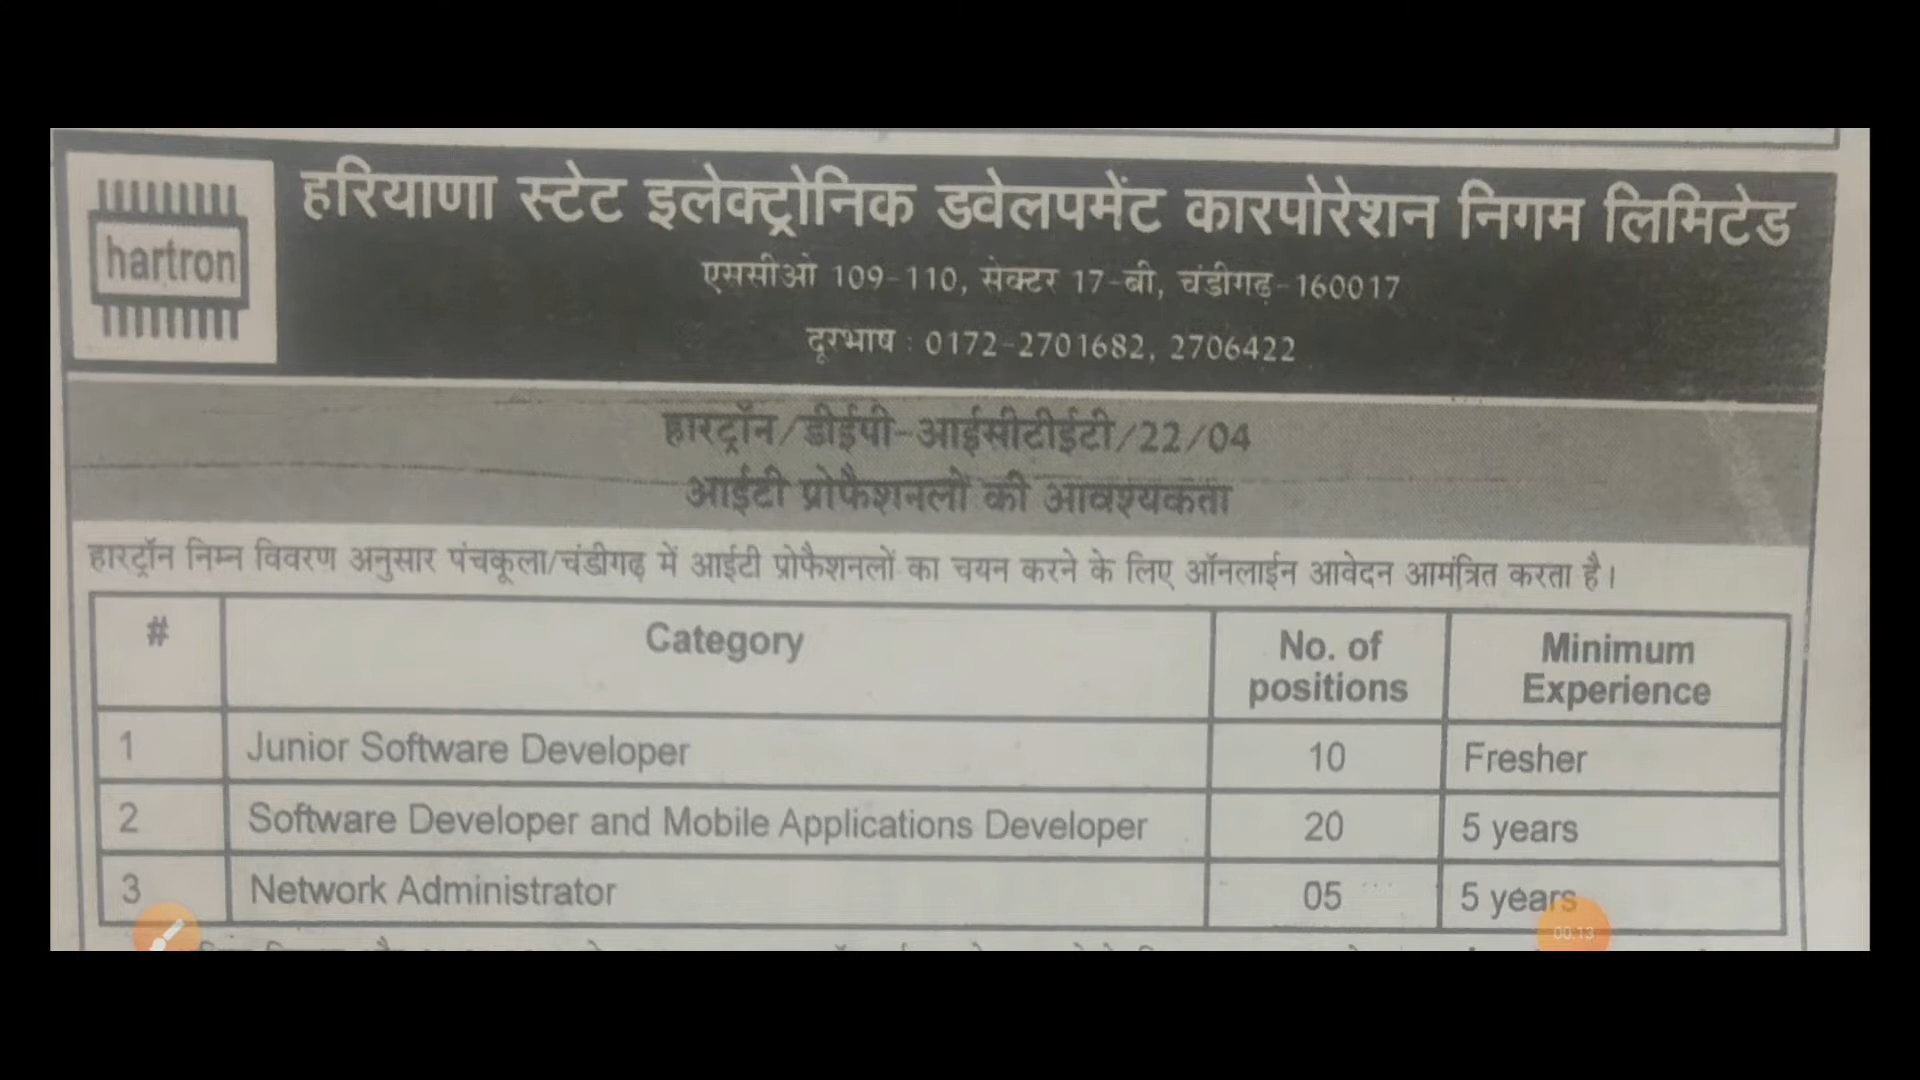 hartron
हरियाणा स्टेट इलेक्ट्रोनिक डवेलपमेंट कारपोरेशन निगम लिमिटेड
एससीओ 109-110, सेक्टर 17-बी, चंडीगढ़-160017
दूरभाष : 0172-2701682, 2706422
हारट्रॉन/डीईपी-आईसीटीईटी/22/04
आईटी प्रोफैशनलों की आवश्यकता
हारट्रॉन निम्न विवरण अनुसार पंचकूला/चंडीगढ़ में आईटी प्रोफैशनलों का चयन करने के लिए ऑनलाईन आवेदन आमंत्रित करता है।
# Category No. of positions Minimum Experience
1 Junior Software Developer 10 Fresher
2 Software Developer and Mobile Applications Developer 20 5 years
3 Network Administrator 05 5 years
00:13